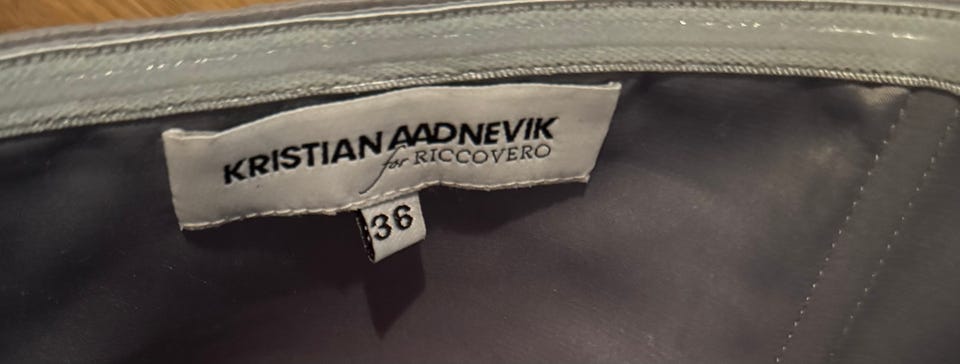 KRISTIAN AADNEVIK
for RICCOVERO
36